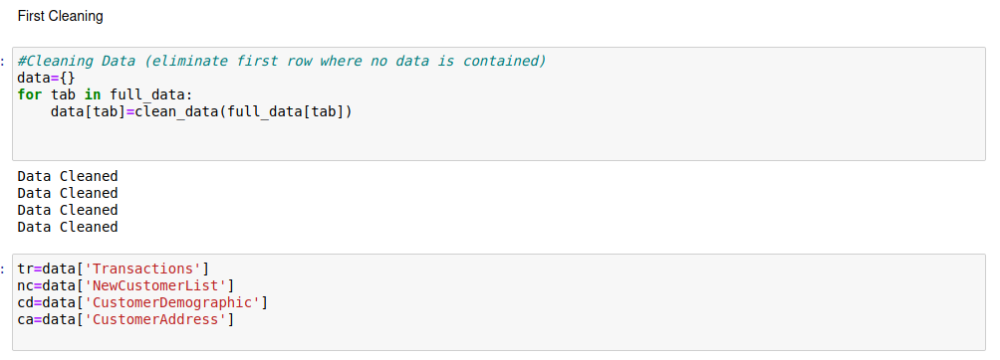 First Cleaning
: #Cleaning Data (eliminate first row where no data is contained)
data={}
for tab in full_data:
    data[tab]=clean_data(full_data[tab])
Data Cleaned
Data Cleaned
Data Cleaned
Data Cleaned
: tr=data['Transactions']
nc=data['NewCustomerList']
cd=data['CustomerDemographic']
ca=data['CustomerAddress']